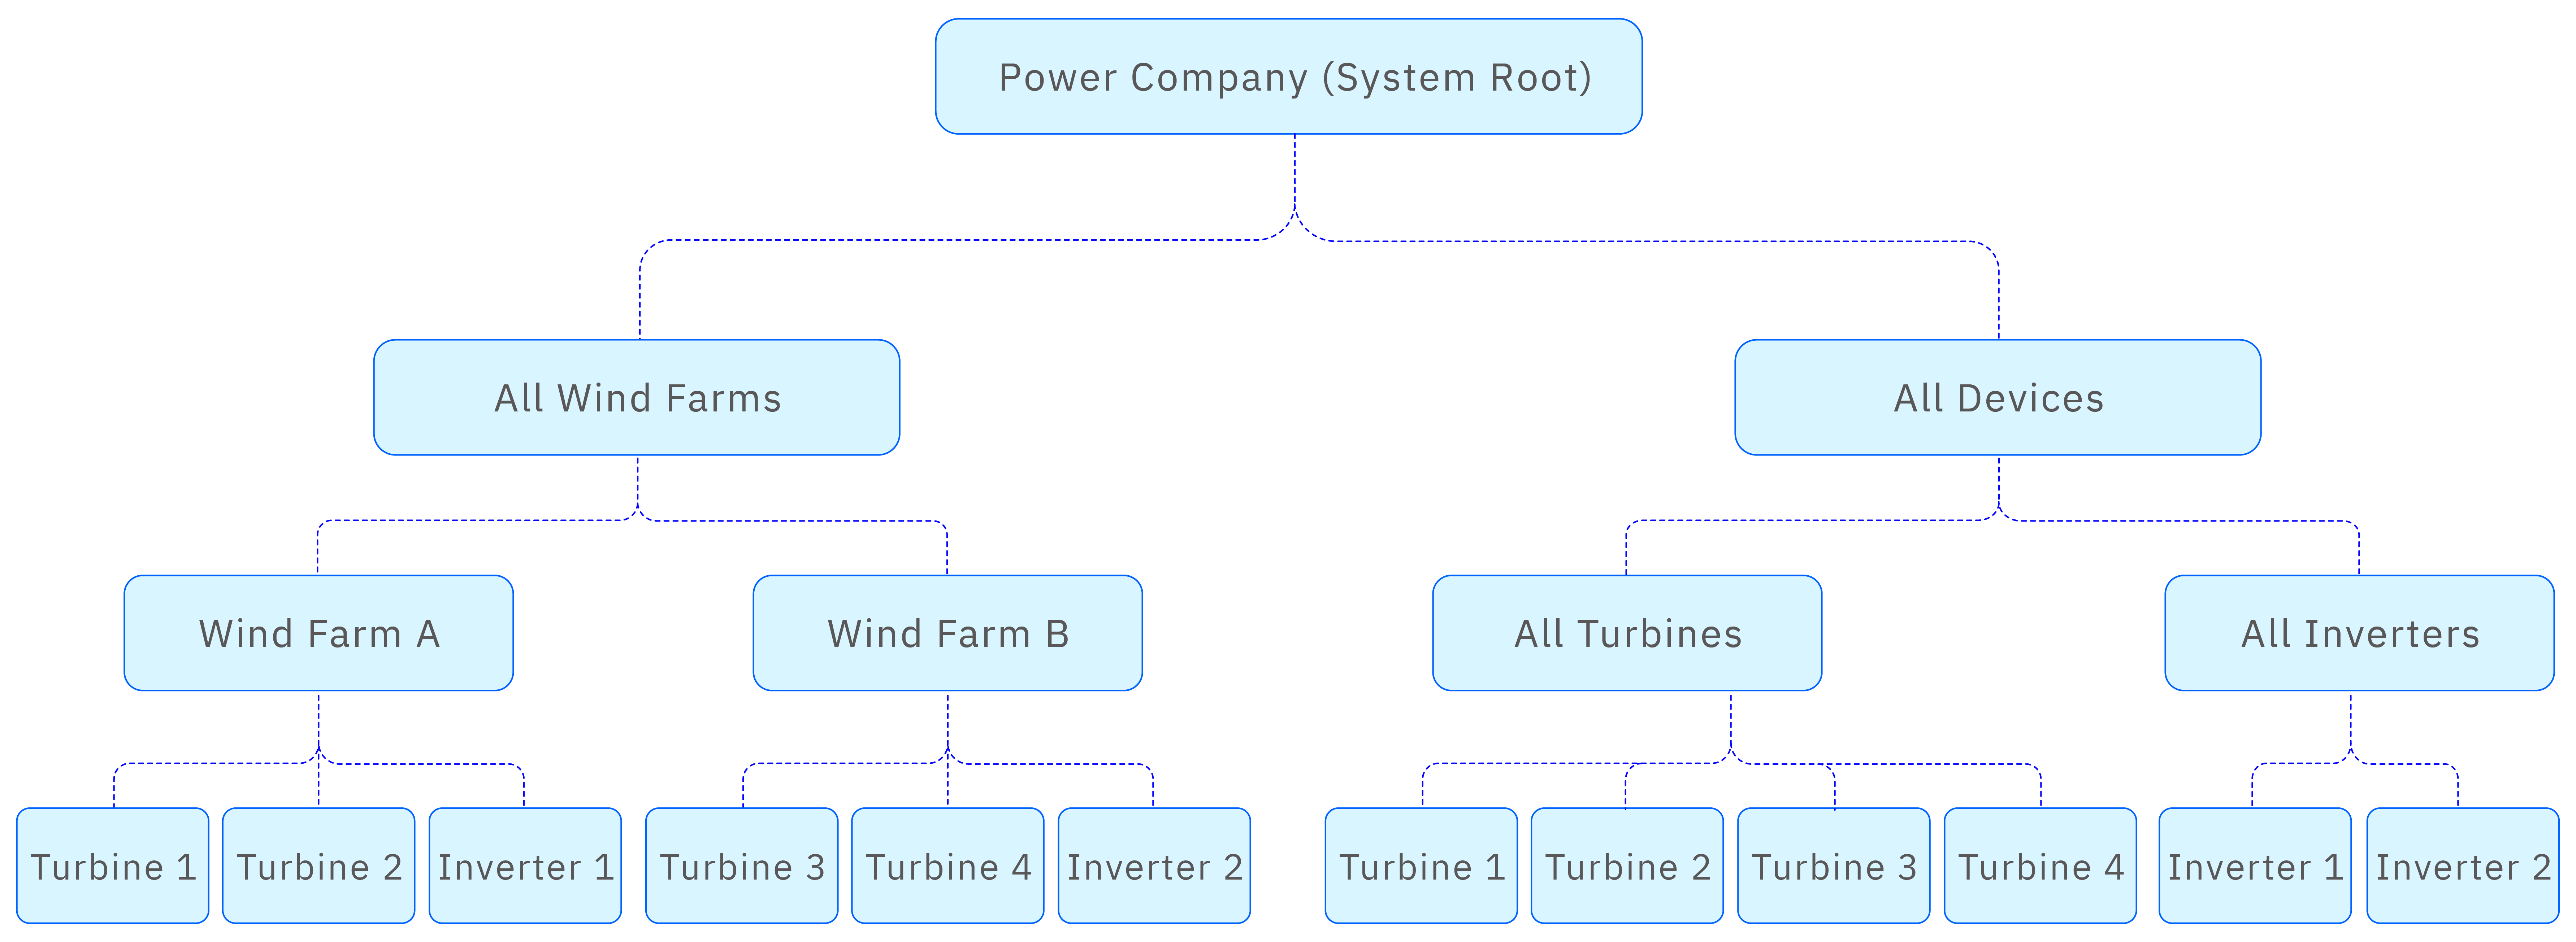 Power Company (System Root)
All Wind Farms
All Devices
Wind Farm A
Wind Farm B
All Turbines
All Inverters
Turbine 1
Turbine 2
Inverter 1
Turbine 3
Turbine 4
Inverter 2
Turbine 1
Turbine 2
Turbine 3
Turbine 4
Inverter 1
Inverter 2